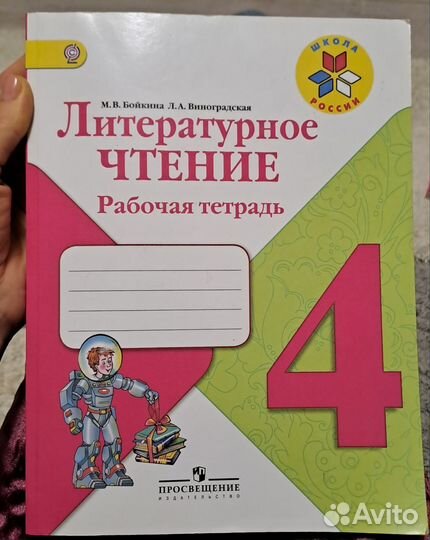 ШКОЛА
РОССИИ
М. В. Бойкина Л. А. Виноградская
Литературное
ЧТЕНИЕ
Рабочая тетрадь
4
ПРОСВЕЩЕНИЕ
ИЗДАТЕЛЬСТВО
Avito